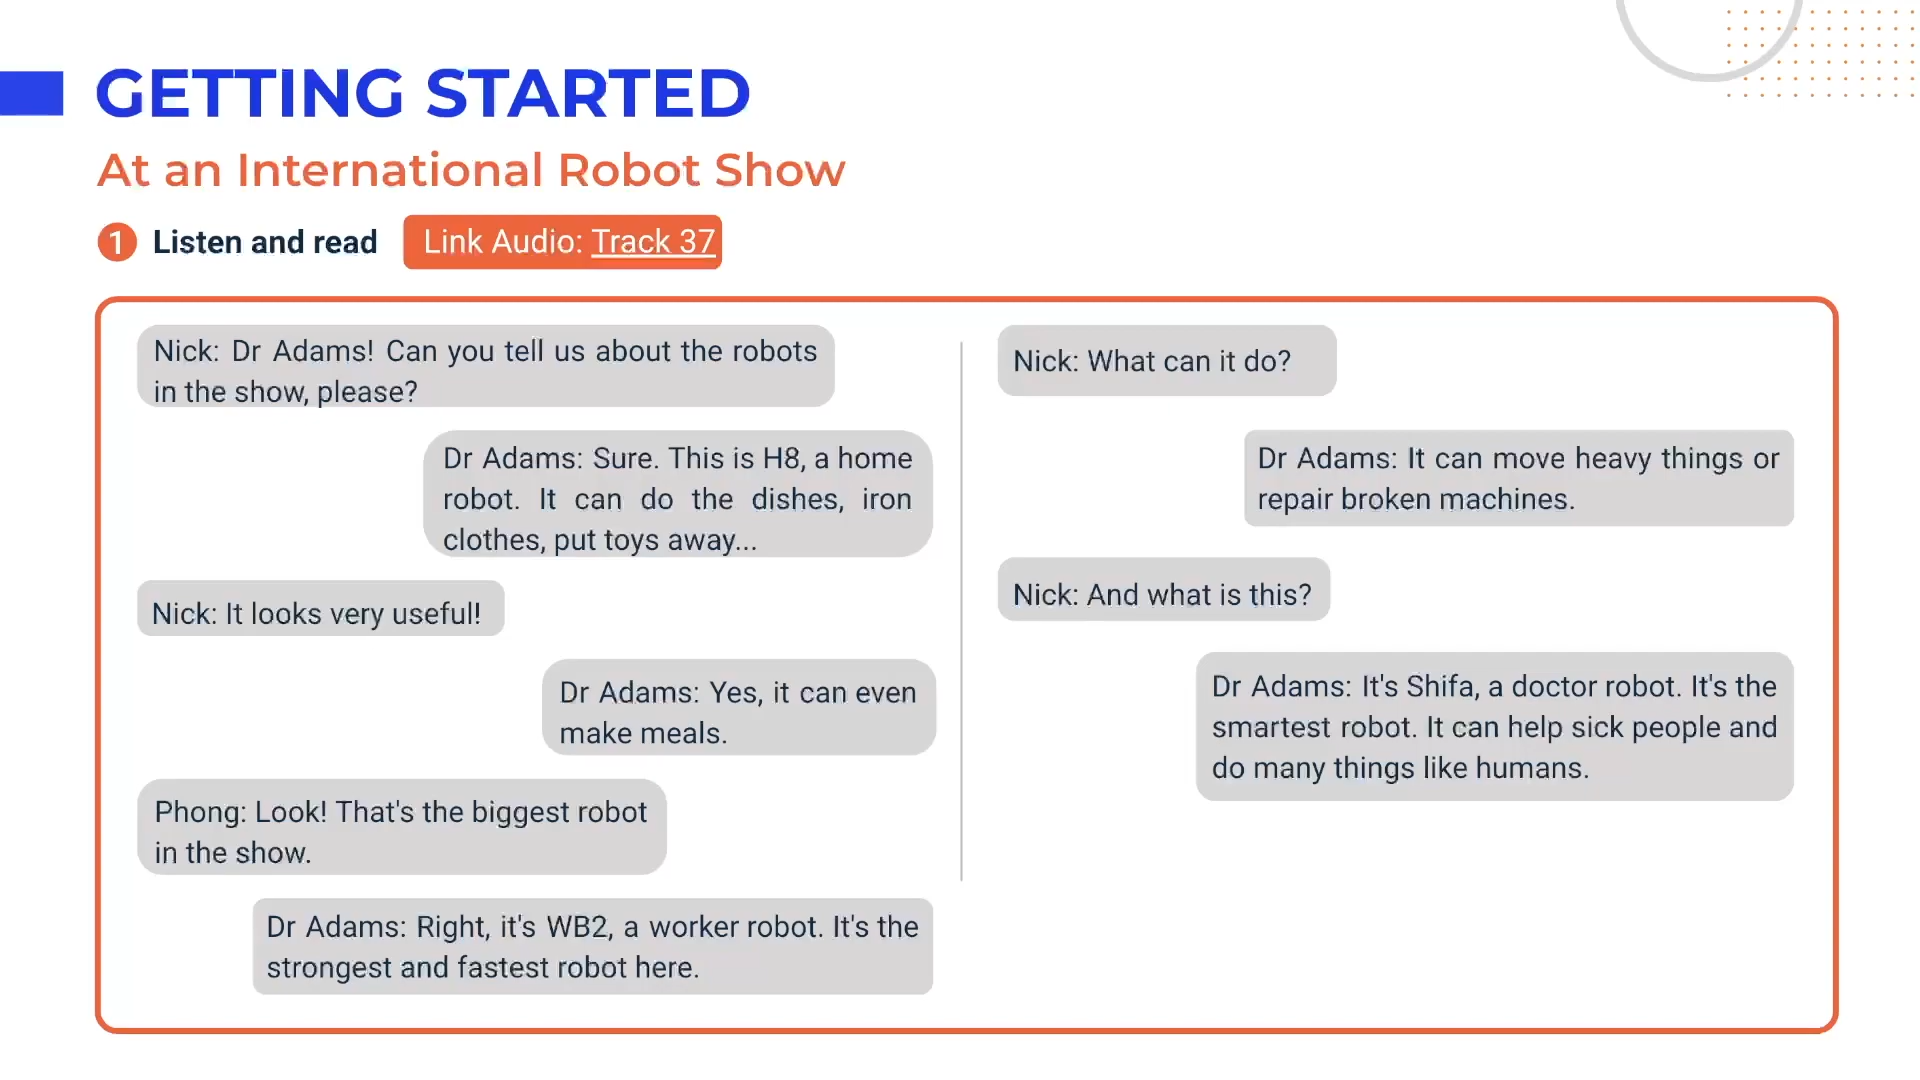 GETTING STARTED
At an International Robot Show
1 Listen and read Link Audio: Track 37
Nick: Dr Adams! Can you tell us about the robots
in the show, please?
Dr Adams: Sure. This is H8, a home
robot. It can do the dishes, iron
clothes, put toys away...
Nick: It looks very useful!
Dr Adams: Yes, it can even
make meals.
Phong: Look! That's the biggest robot
in the show.
Dr Adams: Right, it's WB2, a worker robot. It's the
strongest and fastest robot here.
Nick: What can it do?
Dr Adams: It can move heavy things or
repair broken machines.
Nick: And what is this?
Dr Adams: It's Shifa, a doctor robot. It's the
smartest robot. It can help sick people and
do many things like humans.